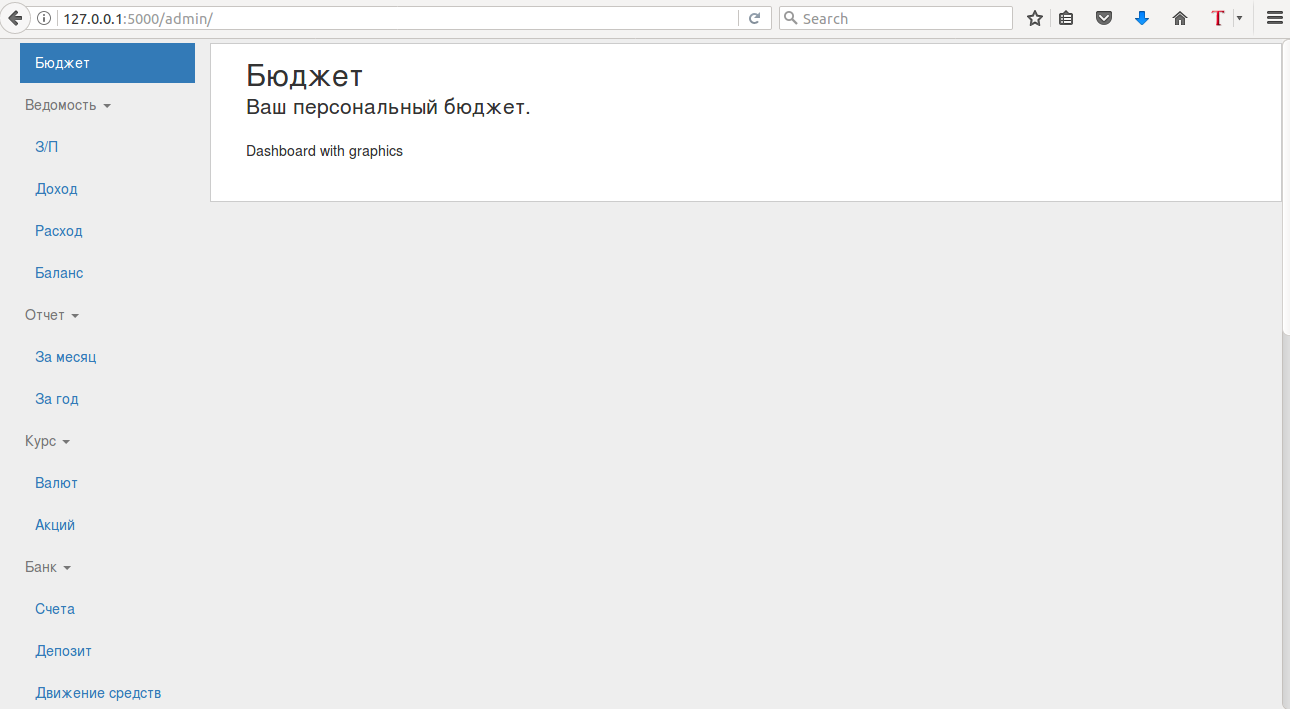 127.0.0.1:5000/admin/
Search
T
Бюджет
Ведомость
З/П
Доход
Расход
Баланс
Отчет
За месяц
За год
Курс
Валют
Акций
Банк
Счета
Депозит
Движение средств
Бюджет
Ваш персональный бюджет.
Dashboard with graphics